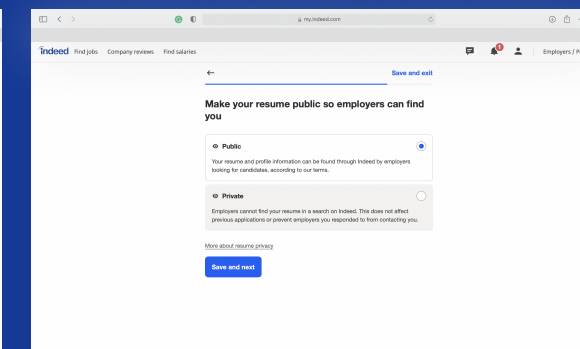 my.indeed.com
indeed Find jobs Company reviews Find salaries
1
Employers / P
Save and exit
Make your resume public so employers can find
you
Public
Your resume and profile information can be found through Indeed by employers
looking for candidates, according to our terms.
Private
Employers cannot find your resume in a search on Indeed. This does not affect
previous applications or prevent employers you responded to from contacting you.
More about resume privacy
Save and next